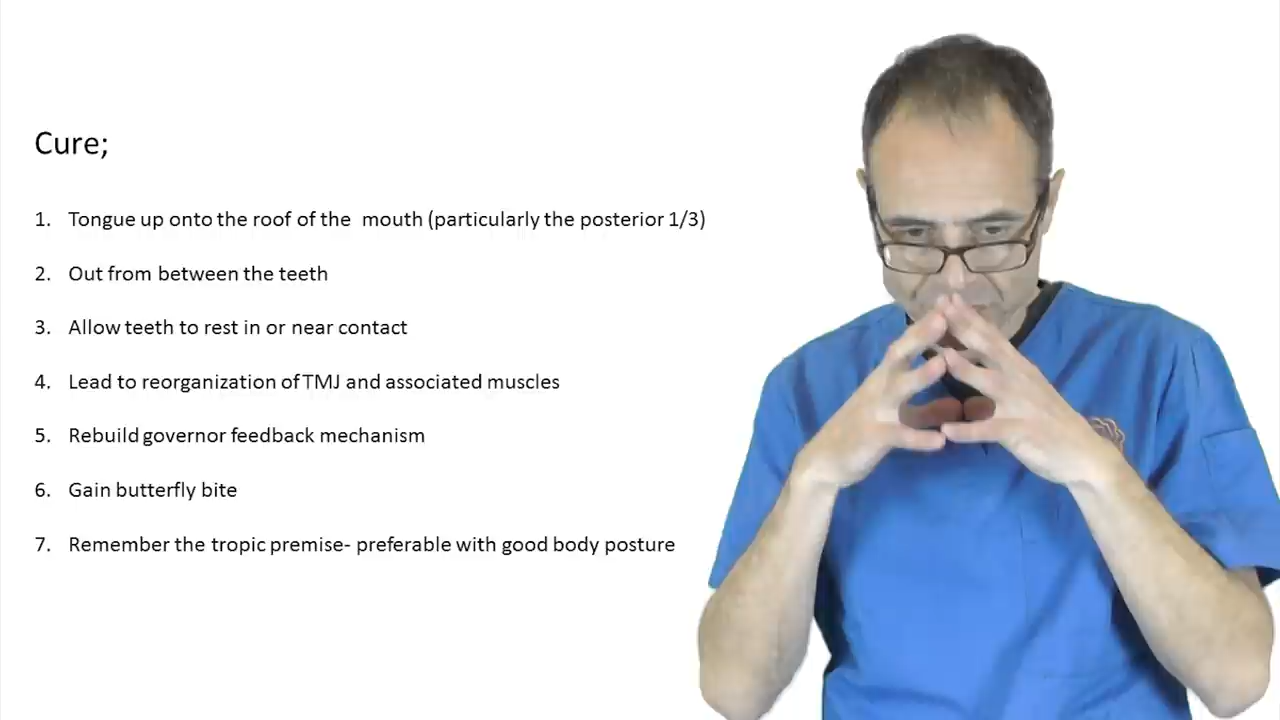 Cure;
1. Tongue up onto the roof of the mouth (particularly the posterior 1/3)
2. Out from between the teeth
3. Allow teeth to rest in or near contact
4. Lead to reorganization of TMJ and associated muscles
5. Rebuild governor feedback mechanism
6. Gain butterfly bite
7. Remember the tropic premise- preferable with good body posture